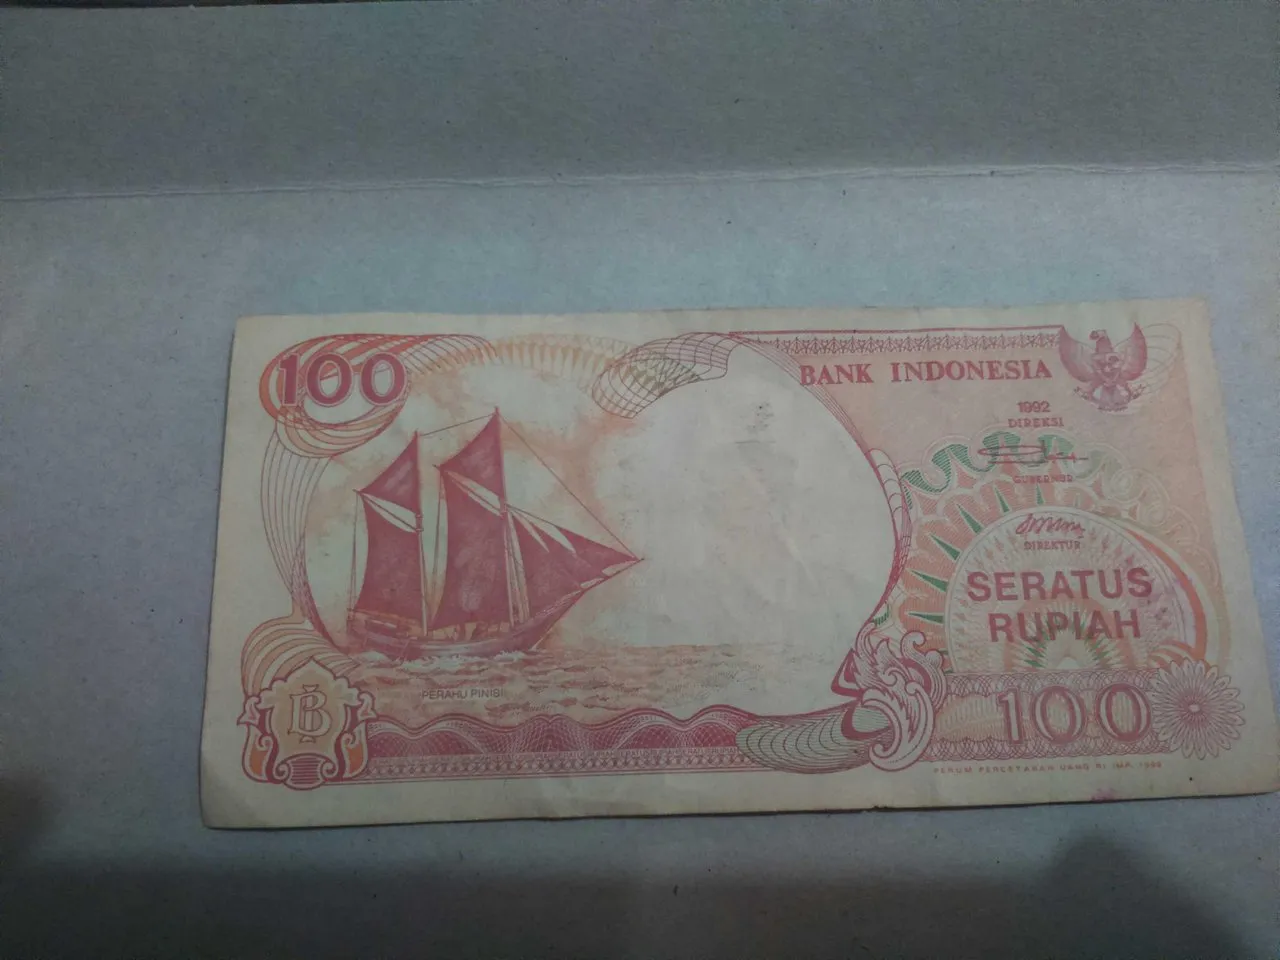 100
BANK INDONESIA
1992
DIREKSI
GUBERNUR
DIREKTUR
SERATUS
RUPIAH
PERAHU PINISI
100